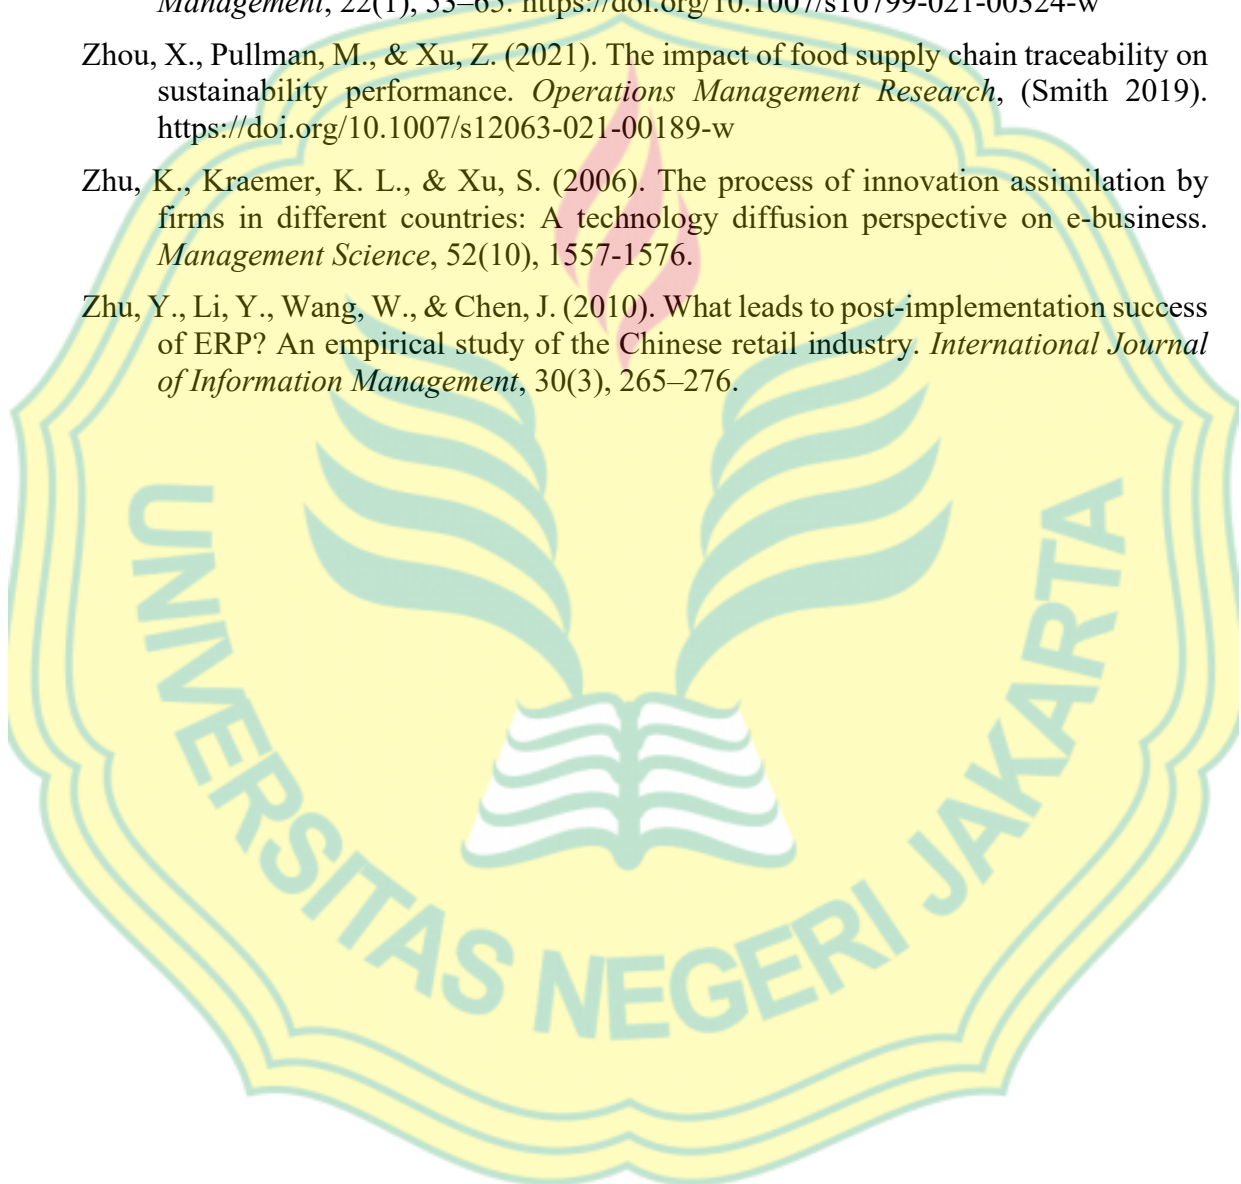 Management, 22(1), 53–65. https://doi.org/10.1007/s10799-021-00324-w
Zhou, X., Pullman, M., & Xu, Z. (2021). The impact of food supply chain traceability on
sustainability performance. Operations Management Research, (Smith 2019).
https://doi.org/10.1007/s12063-021-00189-w
Zhu, K., Kraemer, K. L., & Xu, S. (2006). The process of innovation assimilation by
firms in different countries: A technology diffusion perspective on e-business.
Management Science, 52(10), 1557-1576.
Zhu, Y., Li, Y., Wang, W., & Chen, J. (2010). What leads to post-implementation success
of ERP? An empirical study of the Chinese retail industry. International Journal
of Information Management, 30(3), 265–276.
UNIVERSITAS NEGERI JAKARTA